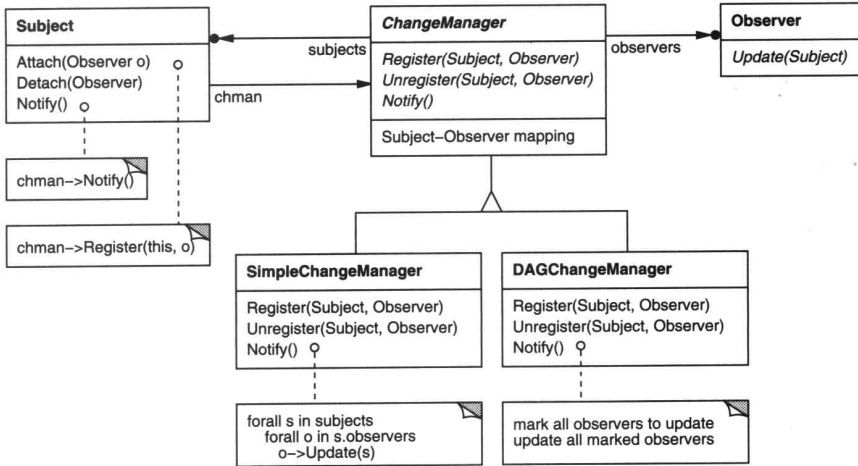 Subject
Attach(Observer o)
Detach(Observer)
Notify()
chman->Notify()
chman->Register(this, o)
subjects
chman
ChangeManager
Register(Subject, Observer)
Unregister(Subject, Observer)
Notify()
Subject–Observer mapping
observers
Observer
Update(Subject)
SimpleChangeManager
Register(Subject, Observer)
Unregister(Subject, Observer)
Notify()
forall s in subjects
forall o in s.observers
o->Update(s)
DAGChangeManager
Register(Subject, Observer)
Unregister(Subject, Observer)
Notify()
mark all observers to update
update all marked observers